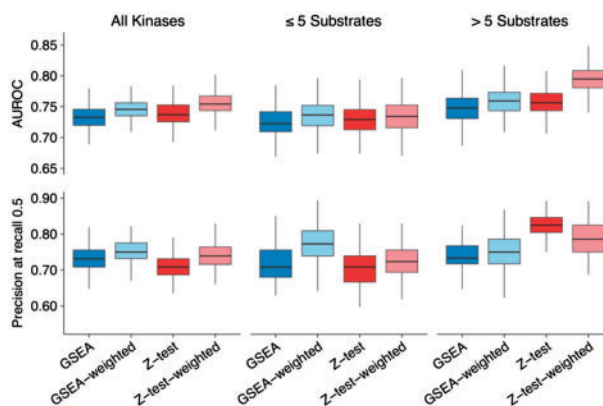 All Kinases
≤ 5 Substrates
> 5 Substrates
AUROC
0.85
0.80
0.75
0.70
0.65
Precision at recall 0.5
0.90
0.80
0.70
0.60
GSEA
GSEA-weighted
Z-test
Z-test-weighted
GSEA
GSEA-weighted
Z-test
Z-test-weighted
GSEA
GSEA-weighted
Z-test
Z-test-weighted